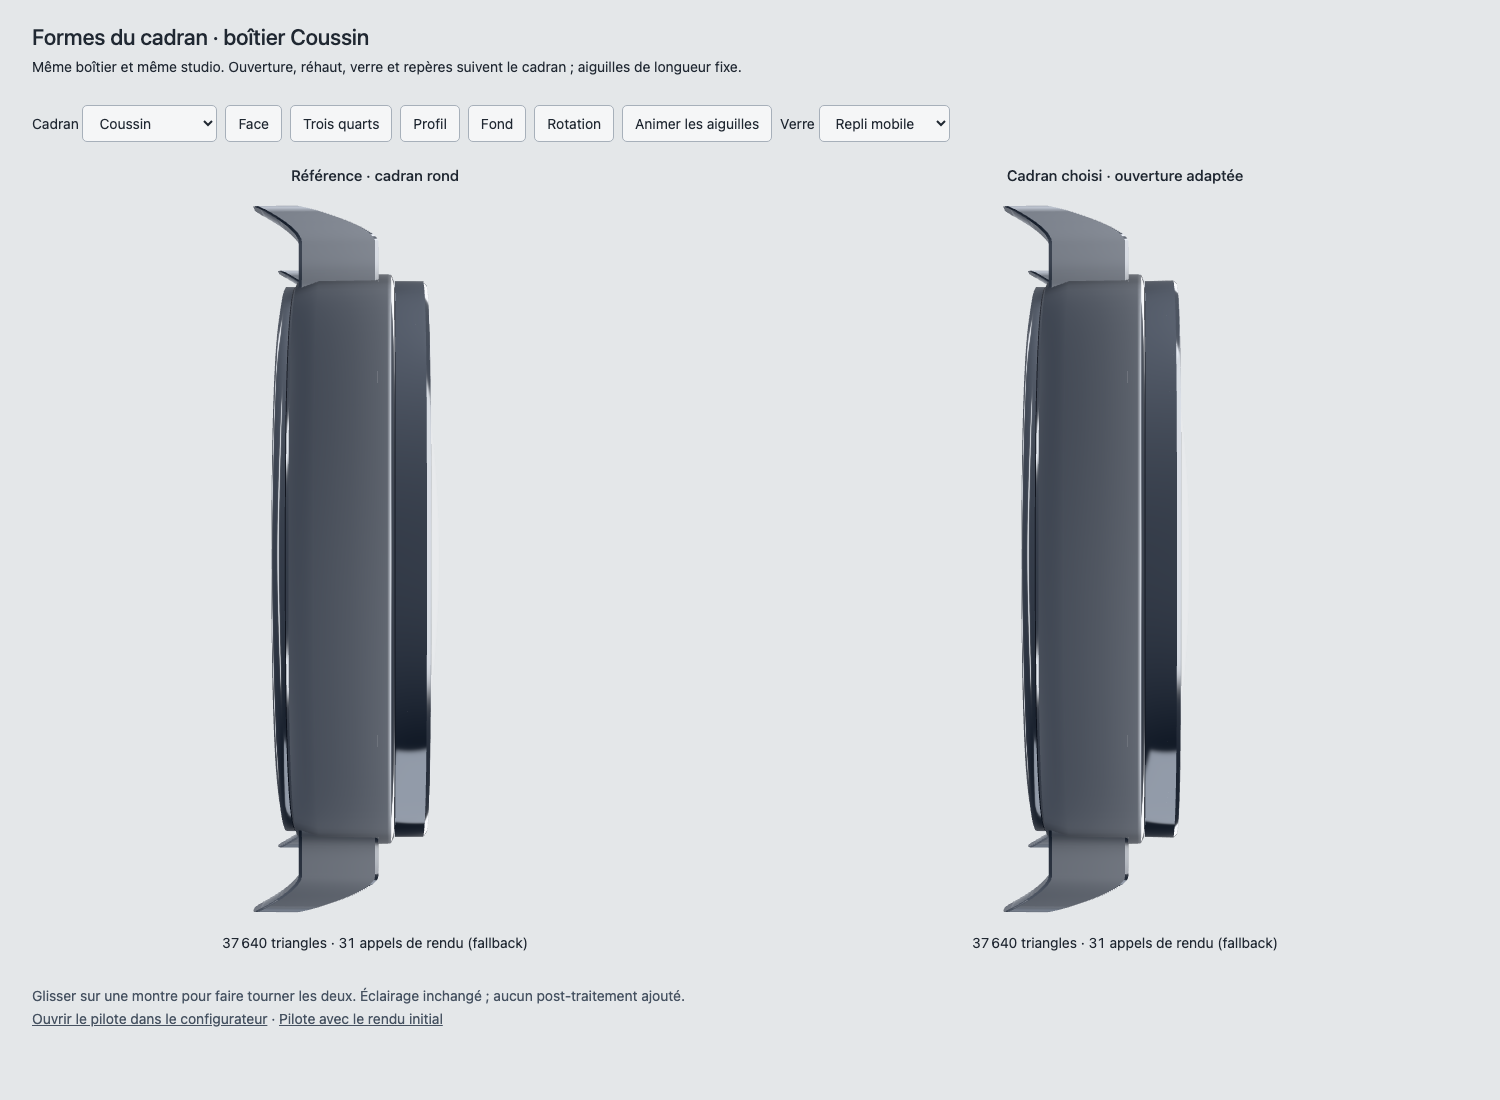 Formes du cadran · boîtier Coussin
Même boîtier et même studio. Ouverture, réhaut, verre et repères suivent le cadran ; aiguilles de longueur fixe.
Cadran Coussin Face Trois quarts Profil Fond Rotation Animer les aiguilles Verre Repli mobile
Référence · cadran rond
Cadran choisi · ouverture adaptée
37 640 triangles · 31 appels de rendu (fallback)
37 640 triangles · 31 appels de rendu (fallback)
Glisser sur une montre pour faire tourner les deux. Éclairage inchangé ; aucun post-traitement ajouté.
Ouvrir le pilote dans le configurateur · Pilote avec le rendu initial